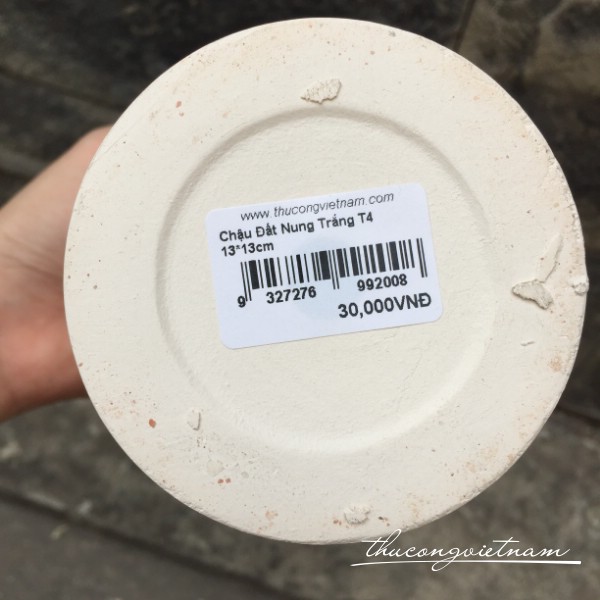 www.thucongvietnam.com
Chậu Đất Nung Trắng T4
13*13cm
9 327276 992008
30,000VNĐ
thucongvietnam